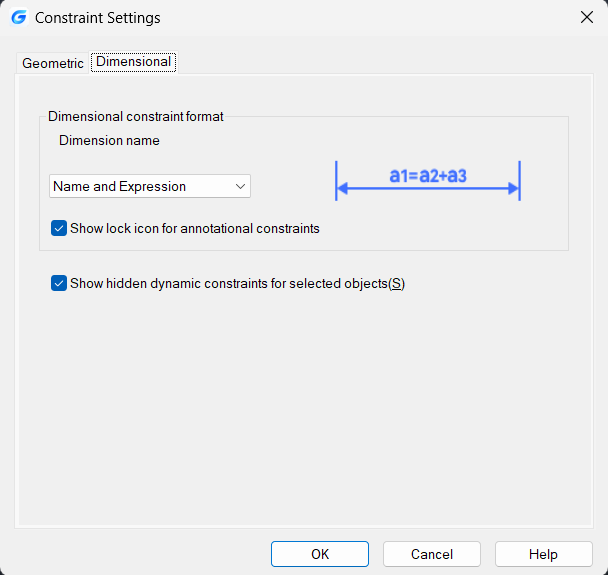 Constraint Settings
Geometric
Dimensional
Dimensional constraint format
Dimension name
Name and Expression
a1=a2+a3
Show lock icon for annotational constraints
Show hidden dynamic constraints for selected objects(S)
OK
Cancel
Help